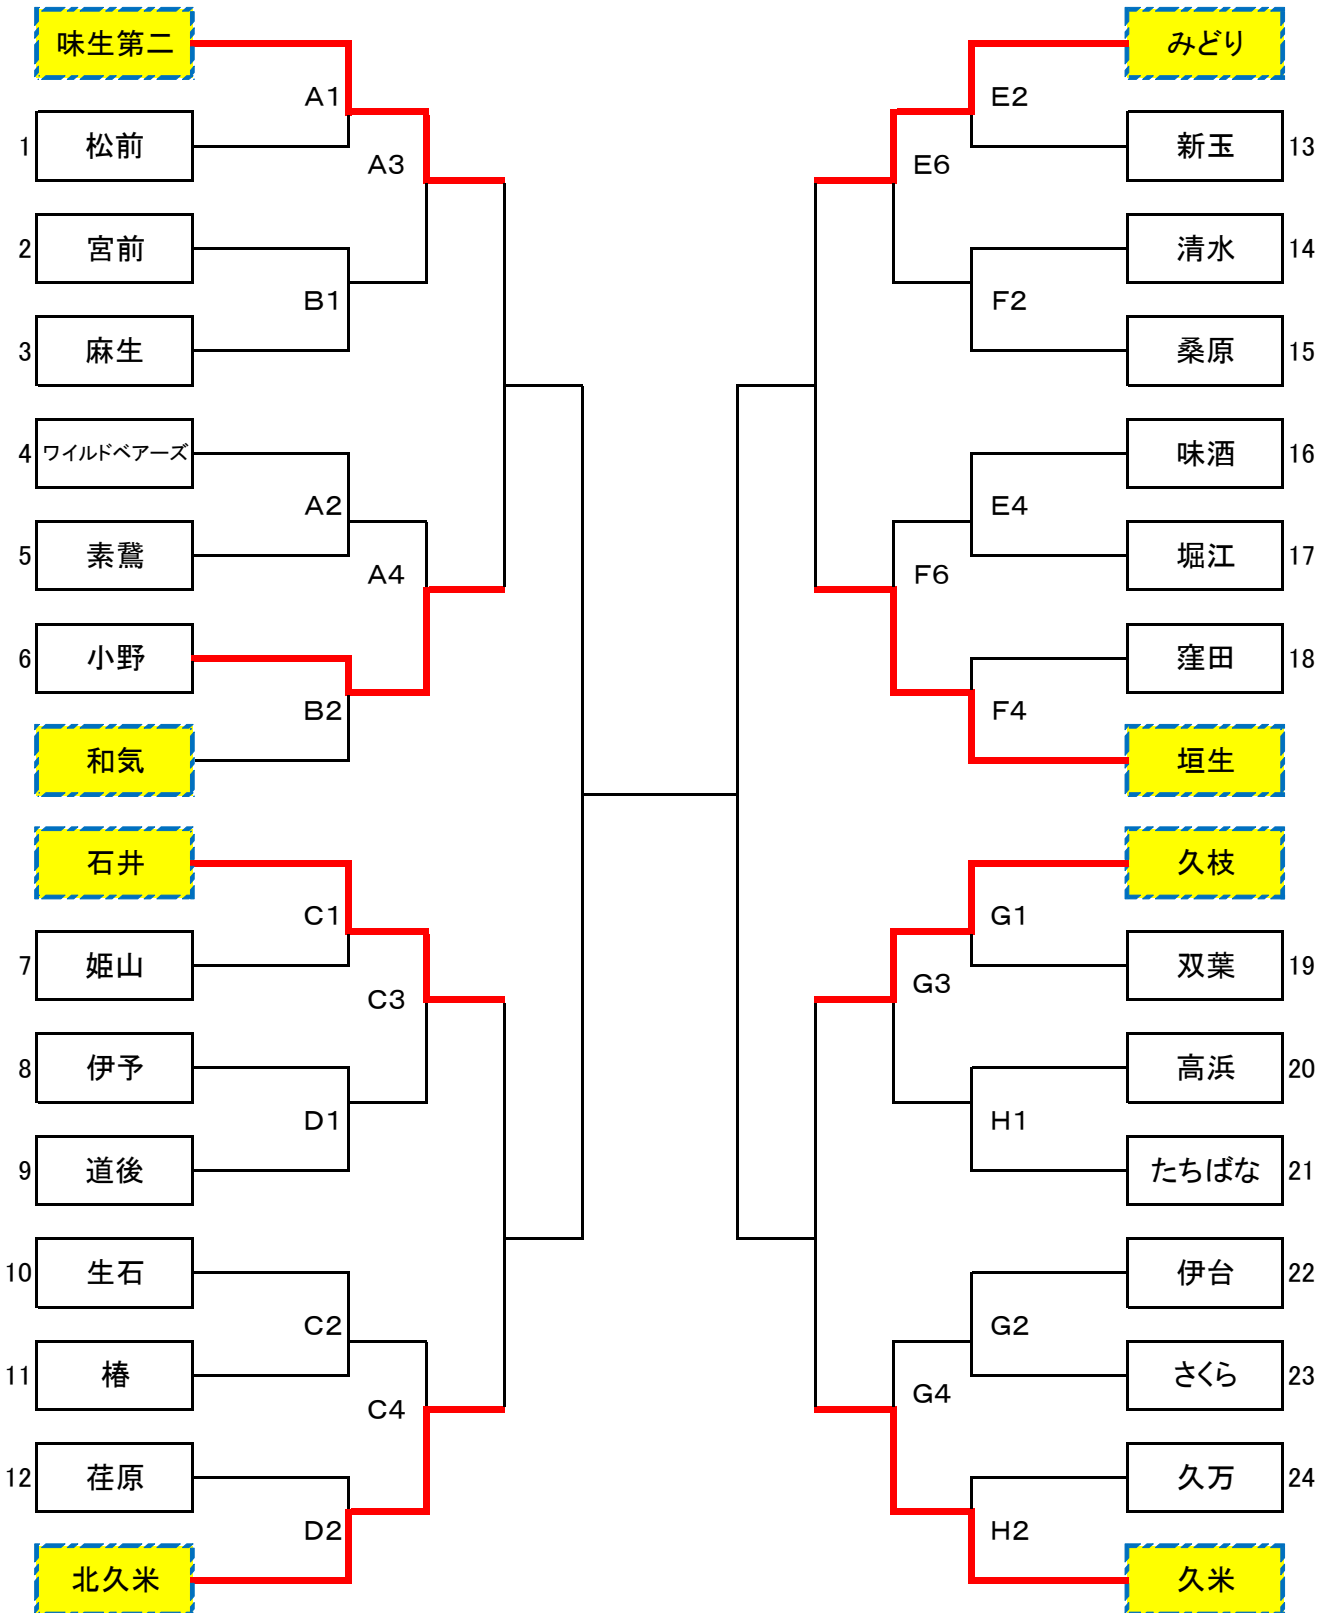 味生第二
A1
1 松前
A3
2 宮前
B1
3 麻生
4 ワイルドベアーズ
A2
5 素鵞
A4
6 小野
B2
和気
石井
C1
7 姫山
C3
8 伊予
D1
9 道後
10 生石
C2
11 椿
C4
12 荏原
D2
北久米
みどり
E2
新玉 13
E6
清水 14
F2
桑原 15
味酒 16
E4
堀江 17
F6
窪田 18
F4
垣生
久枝
G1
双葉 19
G3
高浜 20
H1
たちばな 21
伊台 22
G2
さくら 23
G4
久万 24
H2
久米